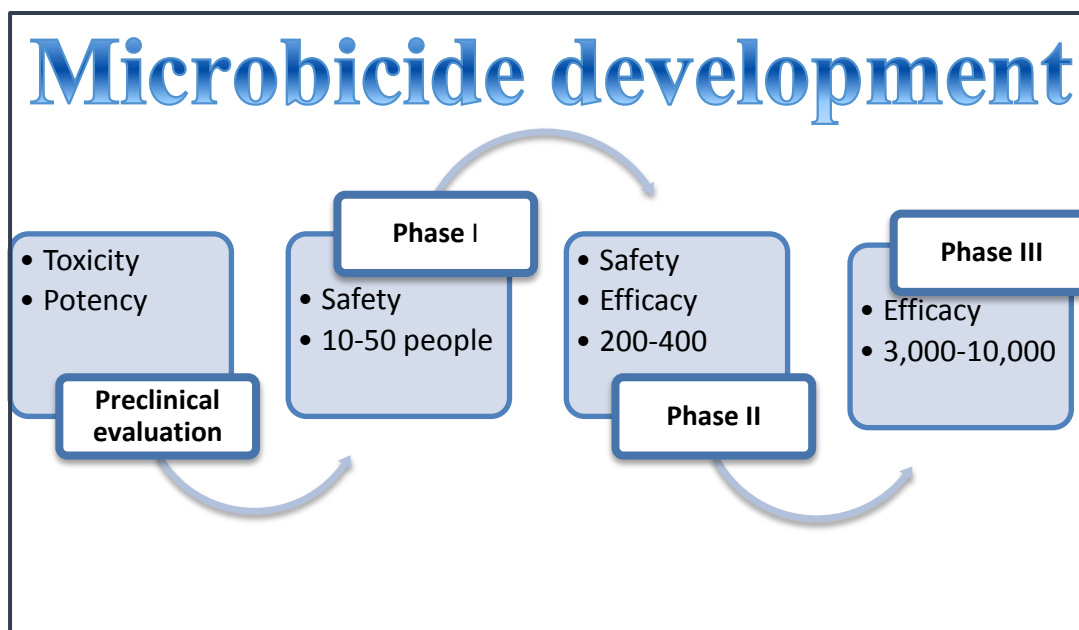 Microbicide development
• Toxicity
• Potency
Preclinical
evaluation
Phase I
• Safety
• 10-50 people
• Safety
• Efficacy
• 200-400
Phase II
Phase III
• Efficacy
• 3,000-10,000